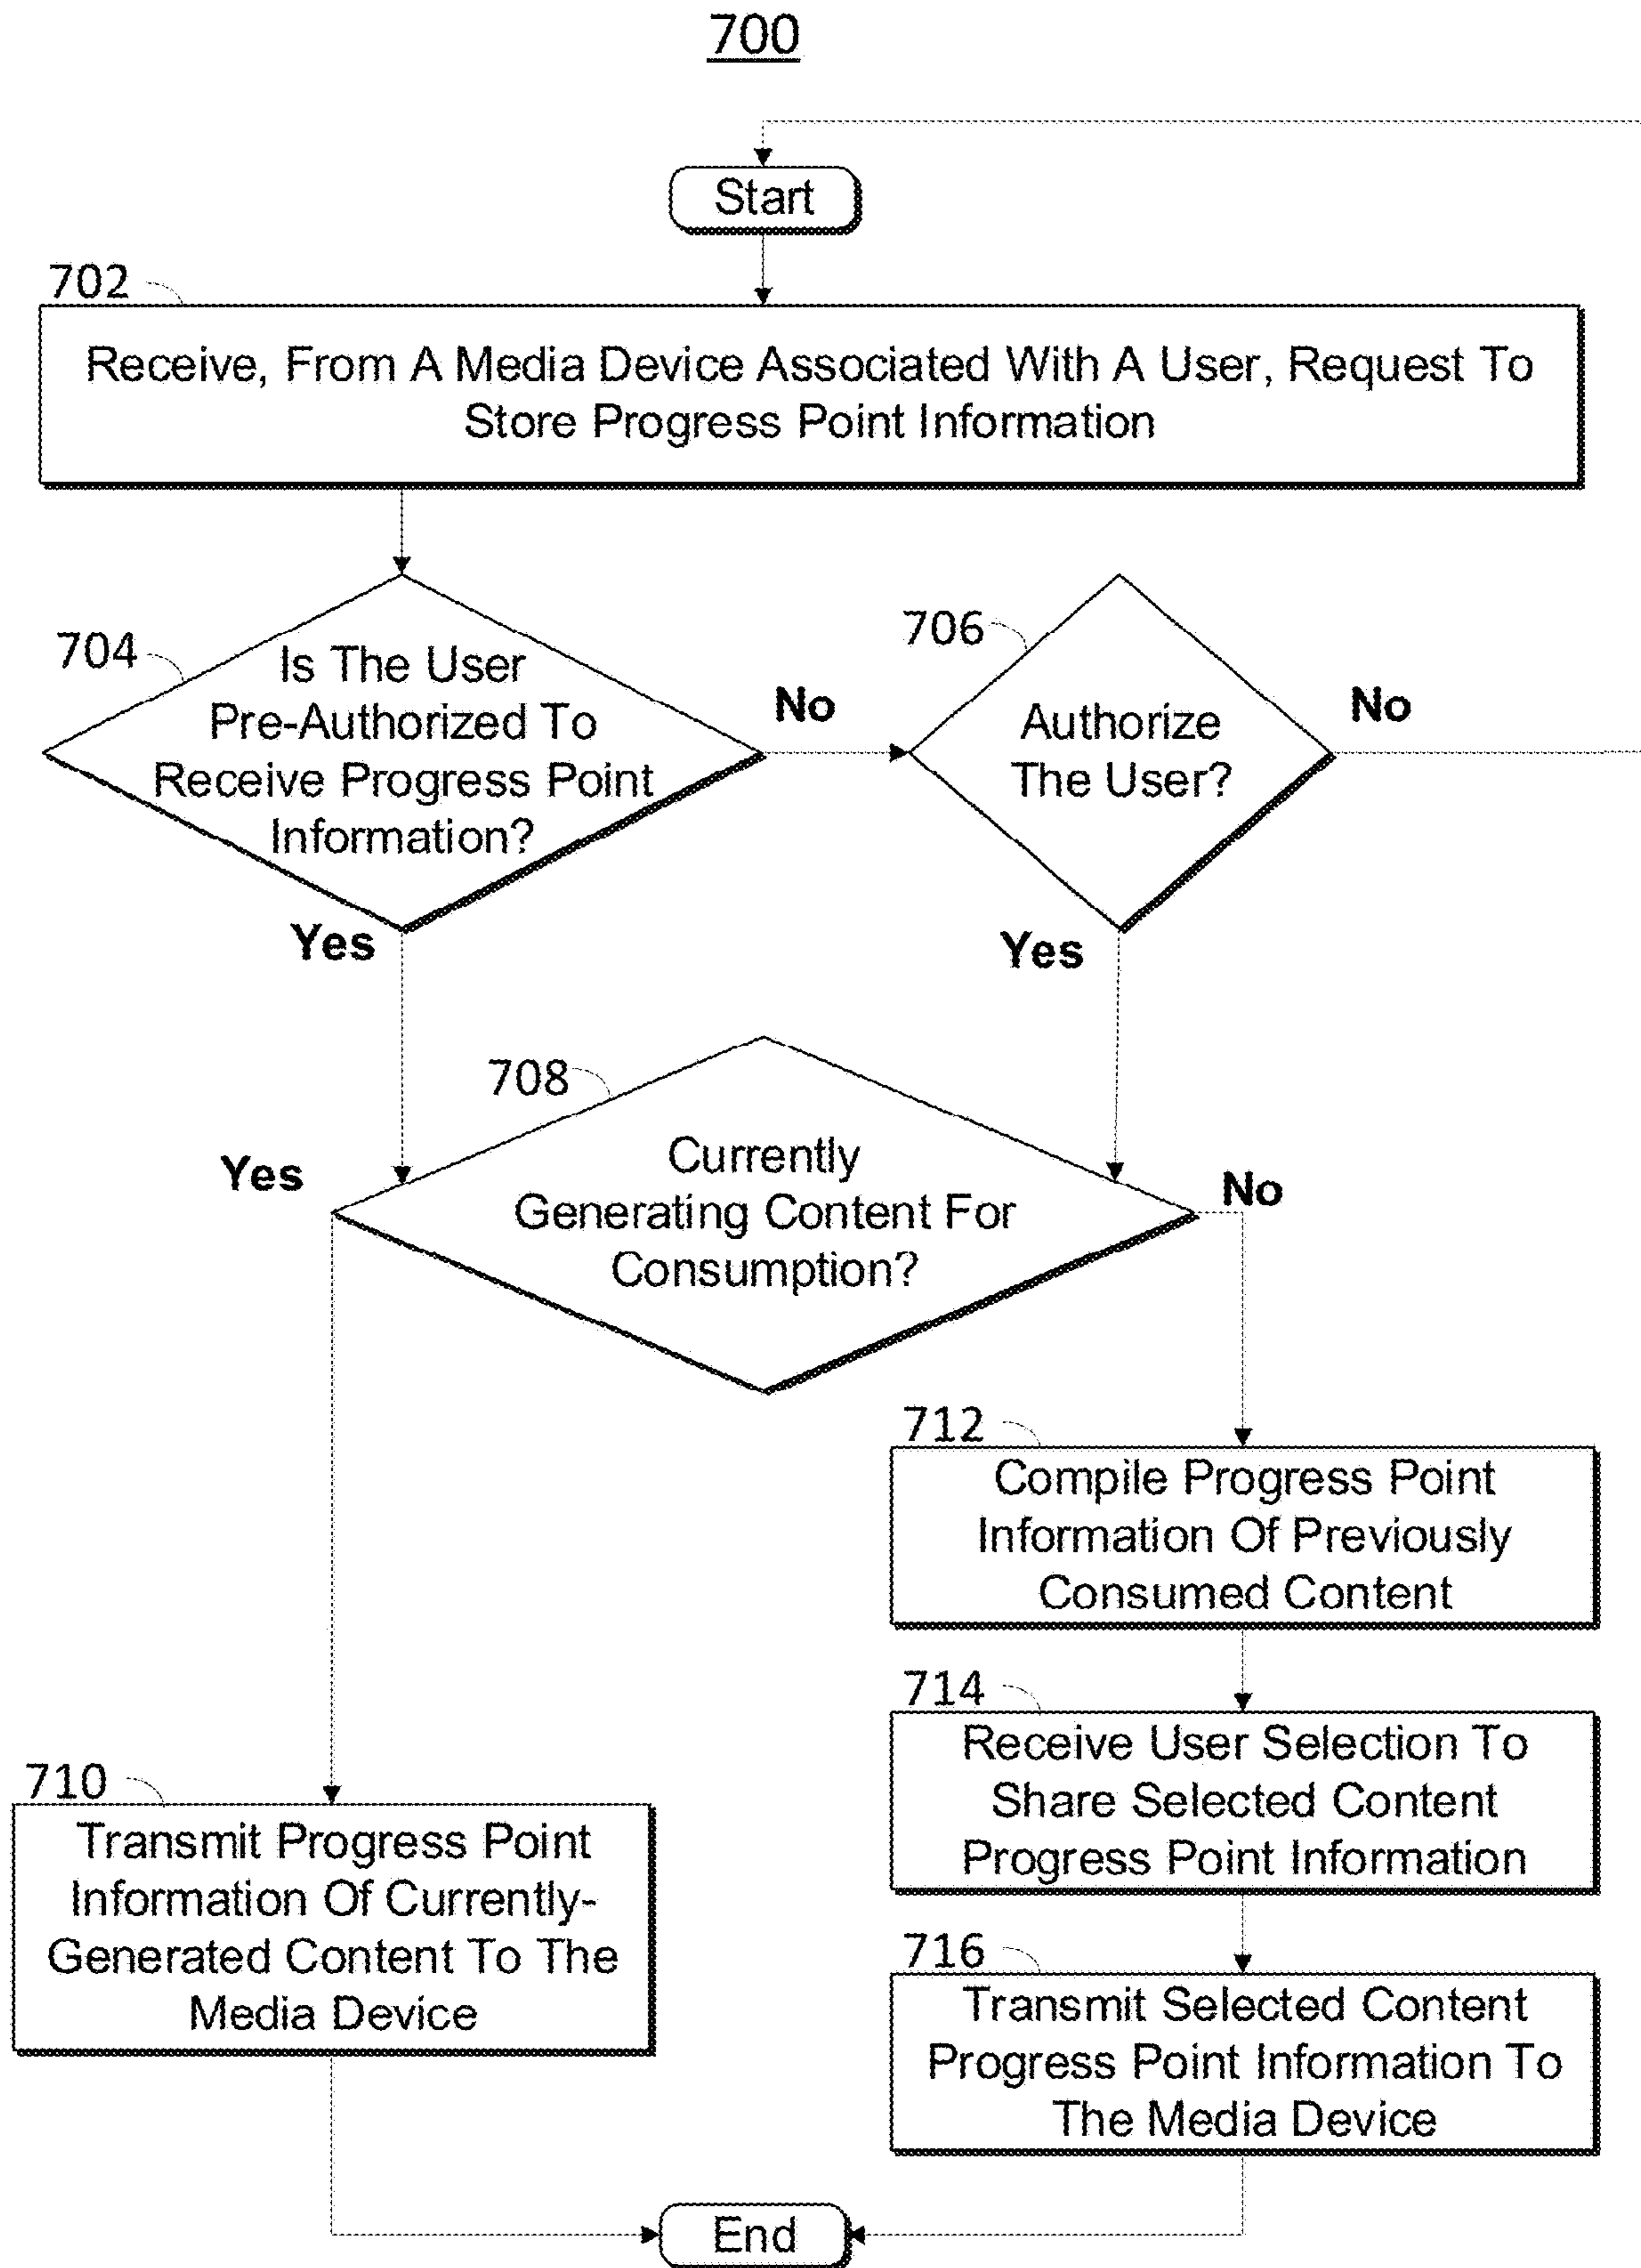 700
Start
702
Receive, From A Media Device Associated With A User, Request To
Store Progress Point Information
704
Is The User
Pre-Authorized To
Receive Progress Point
Information?
No
Yes
706
Authorize
The User?
No
Yes
708
Currently
Generating Content For
Consumption?
Yes
No
712
Compile Progress Point
Information Of Previously
Consumed Content
714
Receive User Selection To
Share Selected Content
Progress Point Information
710
Transmit Progress Point
Information Of Currently-
Generated Content To The
Media Device
716
Transmit Selected Content
Progress Point Information To
The Media Device
End